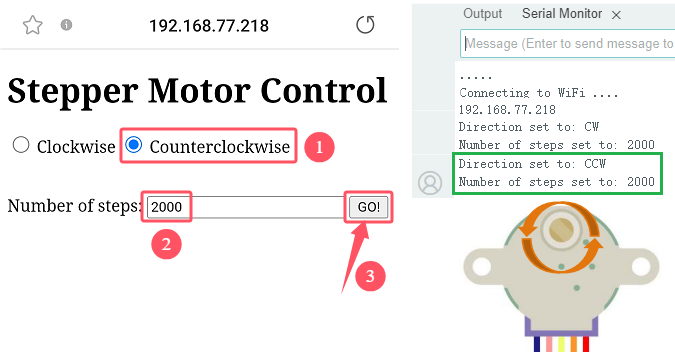 192.168.77.218
Stepper Motor Control
Clockwise Counterclockwise 1
Number of steps: 2000 GO!
2
3
Output Serial Monitor
Message (Enter to send message to
.....
Connecting to WiFi ....
192.168.77.218
Direction set to: CW
Number of steps set to: 2000
Direction set to: CCW
Number of steps set to: 2000